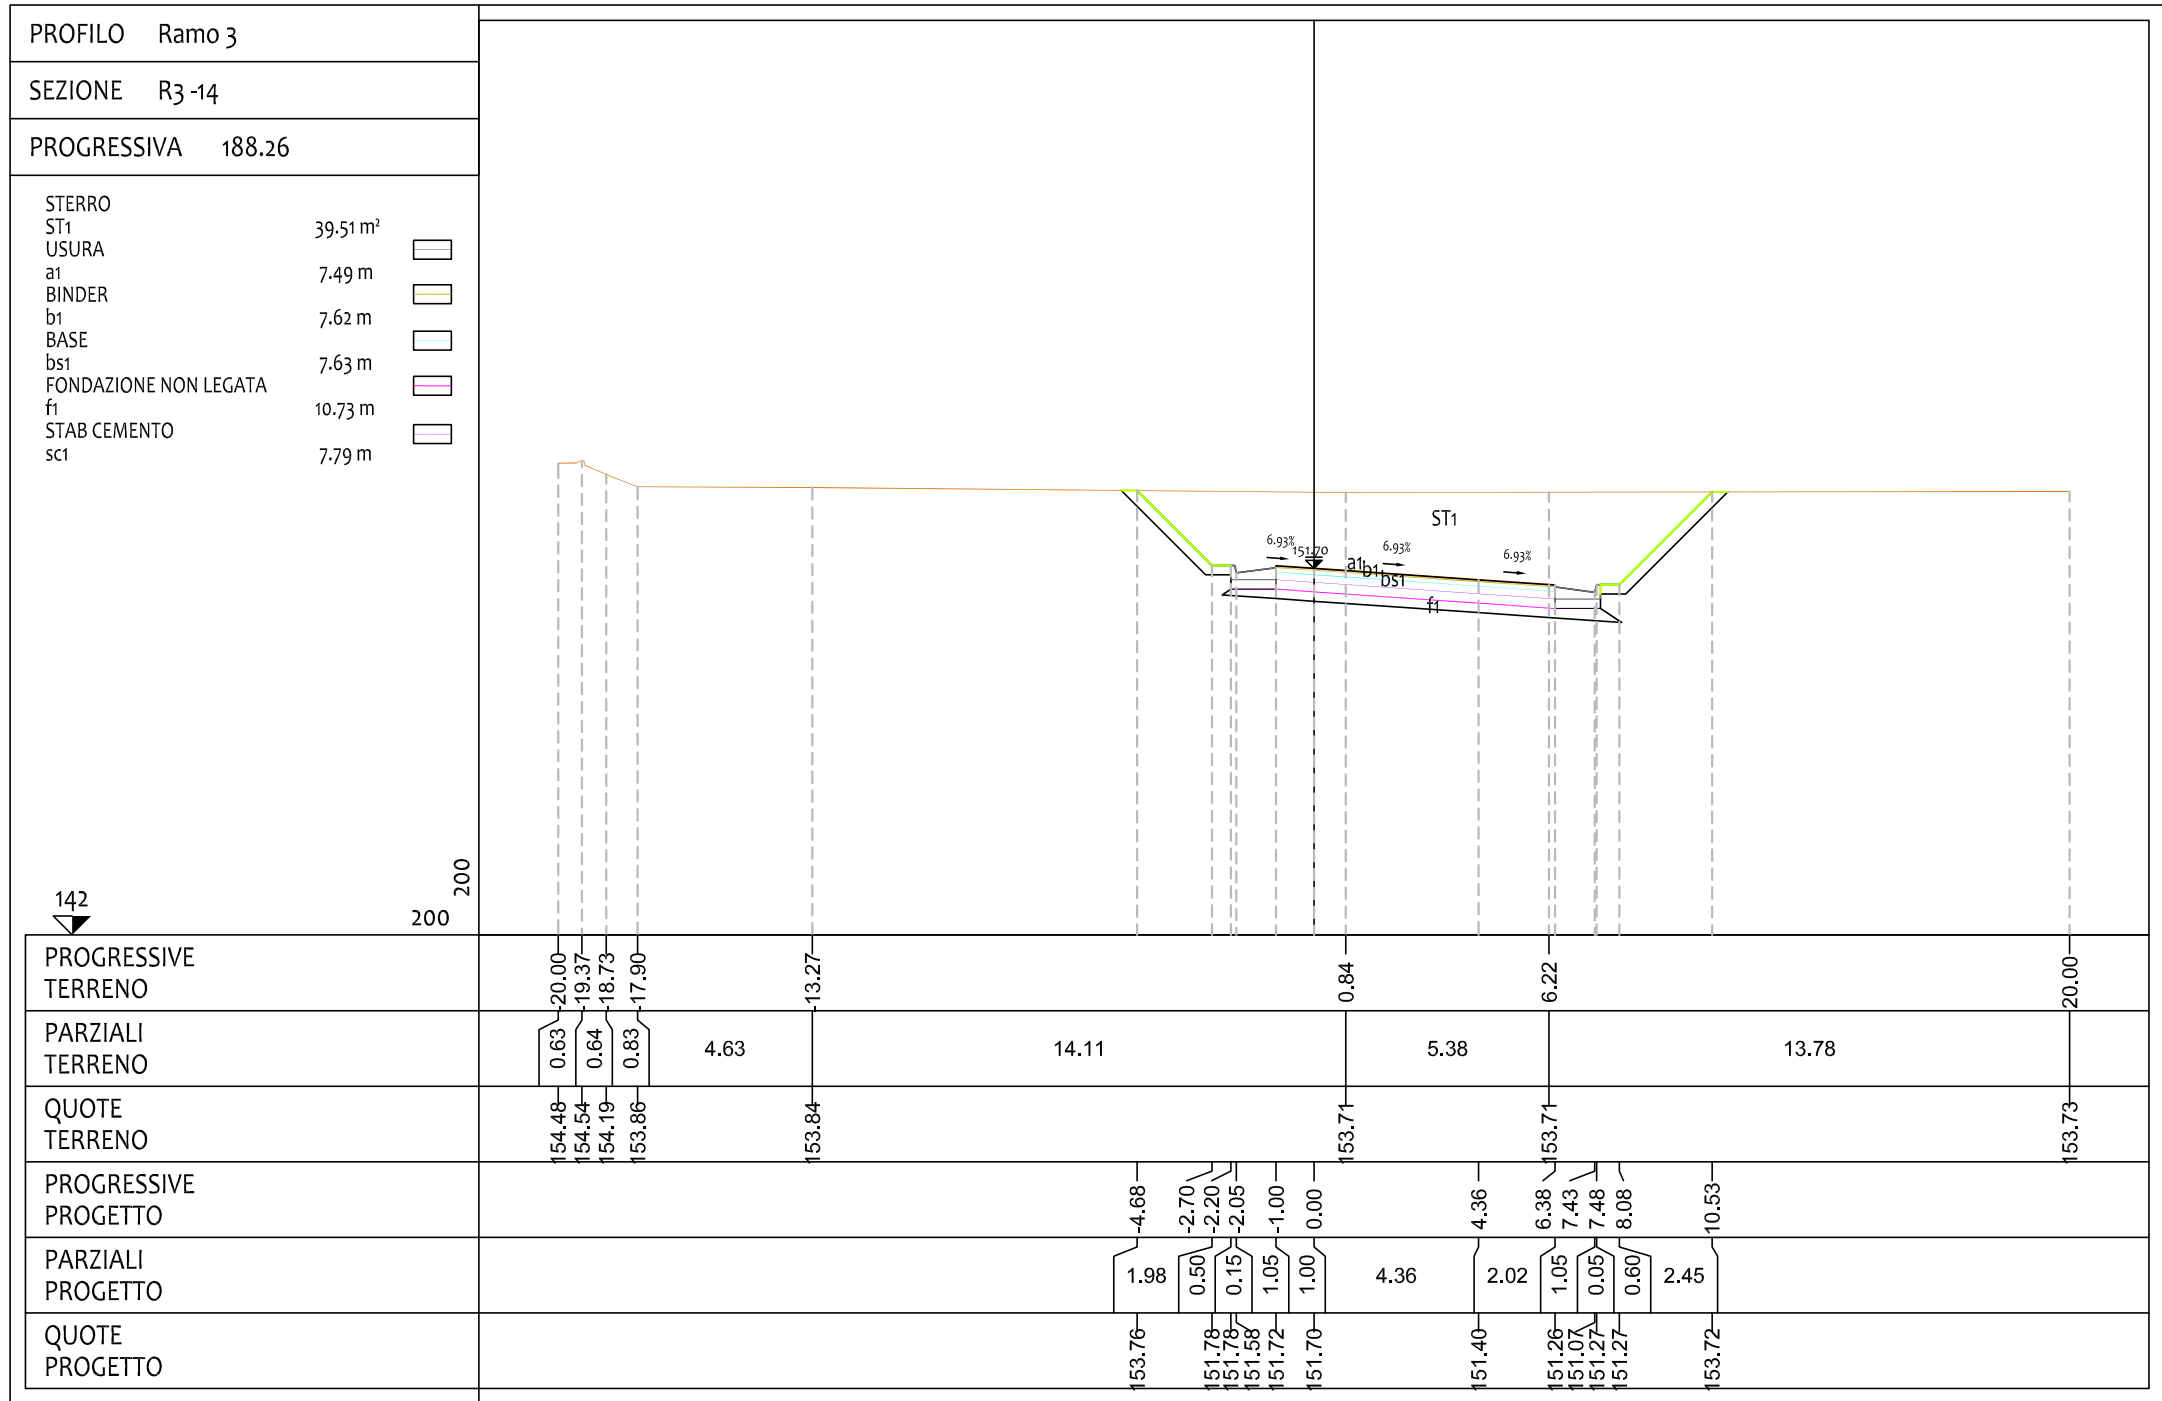 PROFILO Ramo 3
SEZIONE R3 -14
PROGRESSIVA 188.26
STERRO
ST1 39.51 m²
USURA
a1 7.49 m
BINDER
b1 7.62 m
BASE
bs1 7.63 m
FONDAZIONE NON LEGATA
f1 10.73 m
STAB CEMENTO
sc1 7.79 m
ST1
6.93% 151.70 6.93% 6.93%
a1 b1 bs1
f1
200
142 200
PROGRESSIVE TERRENO -20.00 -19.37 -18.73 -17.90 -13.27 0.84 6.22 20.00
PARZIALI TERRENO 0.63 0.64 0.83 4.63 14.11 5.38 13.78
QUOTE TERRENO 154.48 154.54 154.19 153.86 153.84 153.71 153.71 153.73
PROGRESSIVE PROGETTO -4.68 -2.70 -2.20 -2.05 -1.00 0.00 4.36 6.38 7.43 7.48 8.08 10.53
PARZIALI PROGETTO 1.98 0.50 0.15 1.05 1.00 4.36 2.02 1.05 0.05 0.60 2.45
QUOTE PROGETTO 153.76 151.78 151.78 151.58 151.72 151.70 151.40 151.26 151.07 151.27 151.27 153.72